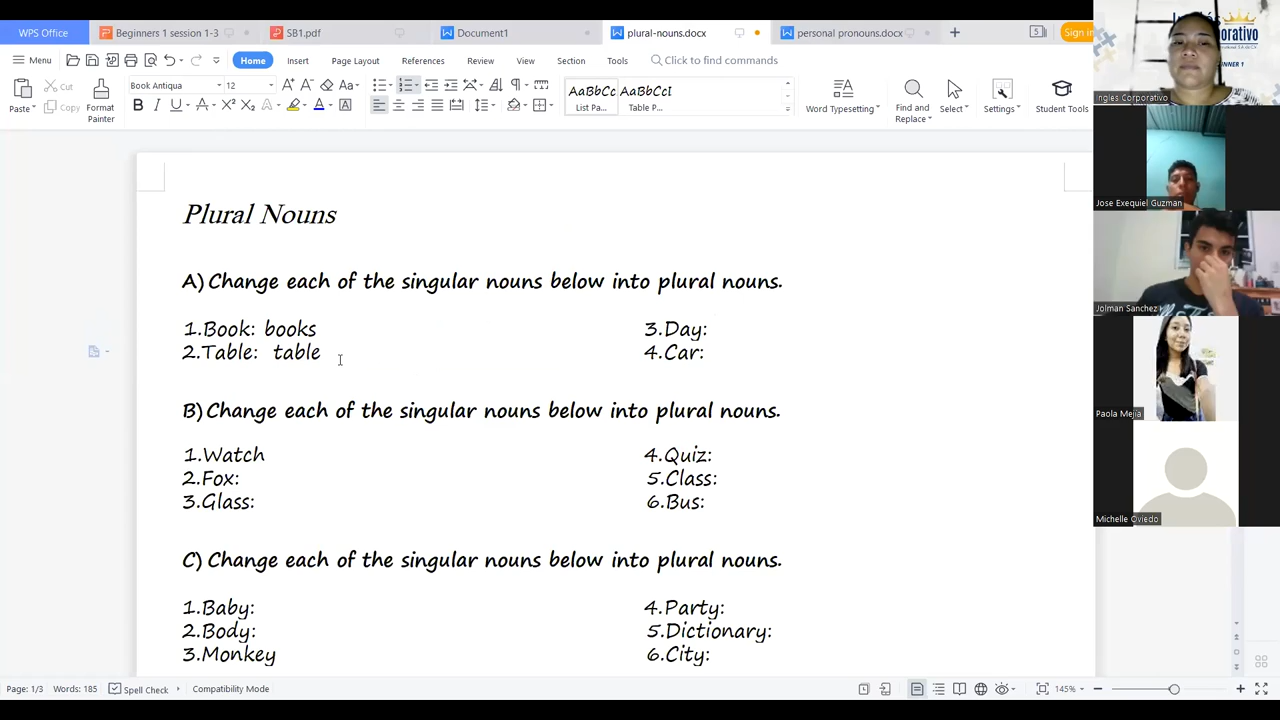 WPS Office
Beginners 1 session 1-3
SB1.pdf
Document1
plural-nouns.docx
personal pronouns.docx
5
Sign in
Menu
Home
Insert
Page Layout
References
Review
View
Section
Tools
Click to find commands
Paste
Cut
Copy
Format Painter
Book Antiqua
12
AaBbCc
List Pa...
AaBbCcI
Table P...
Word Typesetting
Find and Replace
Select
Settings
Student Tools
Plural Nouns
A) Change each of the singular nouns below into plural nouns.
1.Book: books
2.Table: table
3.Day:
4.Car:
B) Change each of the singular nouns below into plural nouns.
1.Watch
2.Fox:
3.Glass:
4.Quiz:
5.Class:
6.Bus:
C) Change each of the singular nouns below into plural nouns.
1.Baby:
2.Body:
3.Monkey
4.Party:
5.Dictionary:
6.City:
Page: 1/3
Words: 185
Spell Check
Compatibility Mode
145%
Ingles Corporativo
Jose Exequiel Guzman
Jolman Sanchez
Paola Mejia
Michelle Oviedo